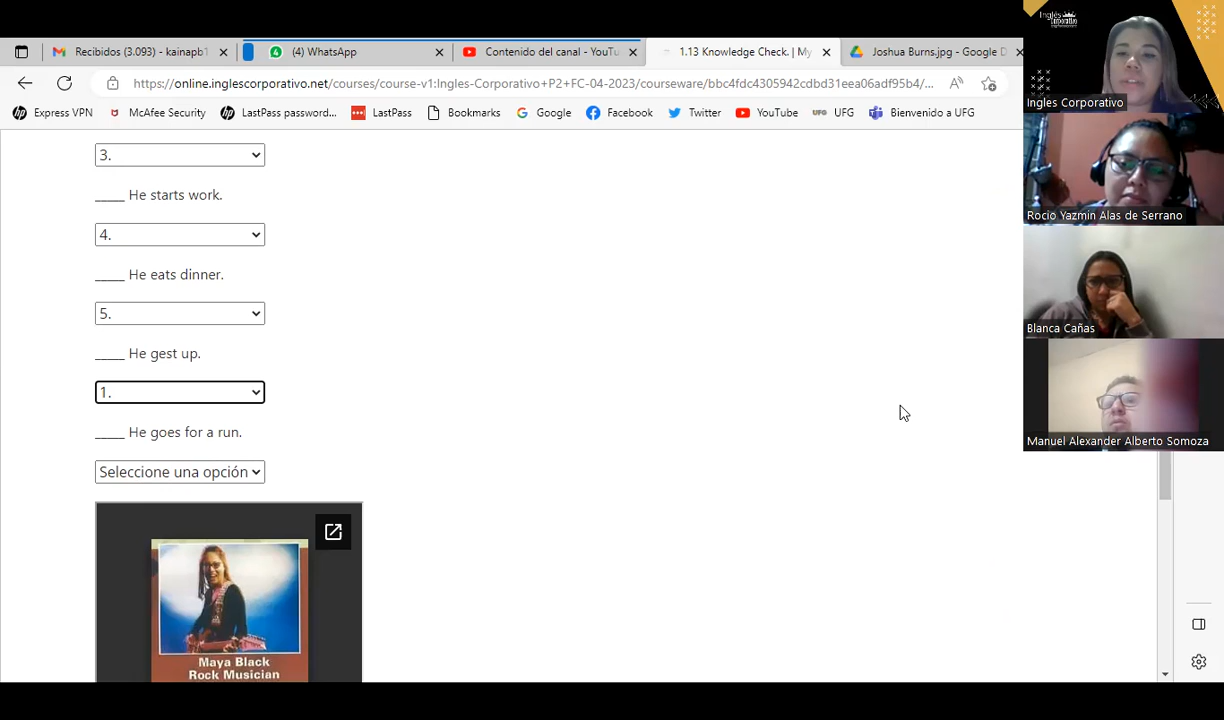 Recibidos (3.093) - kainapb1
(4) WhatsApp
Contenido del canal - YouTu
1.13 Knowledge Check. | My
Joshua Burns.jpg - Google D
https://online.inglescorporativo.net/courses/course-v1:Ingles-Corporativo+P2+FC-04-2023/courseware/bbc4fdc4305942cdbd31eea06adf95b4/...
Express VPN
McAfee Security
LastPass password...
LastPass
Bookmarks
Google
Facebook
Twitter
YouTube
UFG
UFG
Bienvenido a UFG
3.
_____ He starts work.
4.
_____ He eats dinner.
5.
_____ He gest up.
1.
_____ He goes for a run.
Seleccione una opción
Maya Black
Rock Musician
Inglés
Corporativo
Ingles Corporativo
Rocio Yazmin Alas de Serrano
Blanca Cañas
Manuel Alexander Alberto Somoza